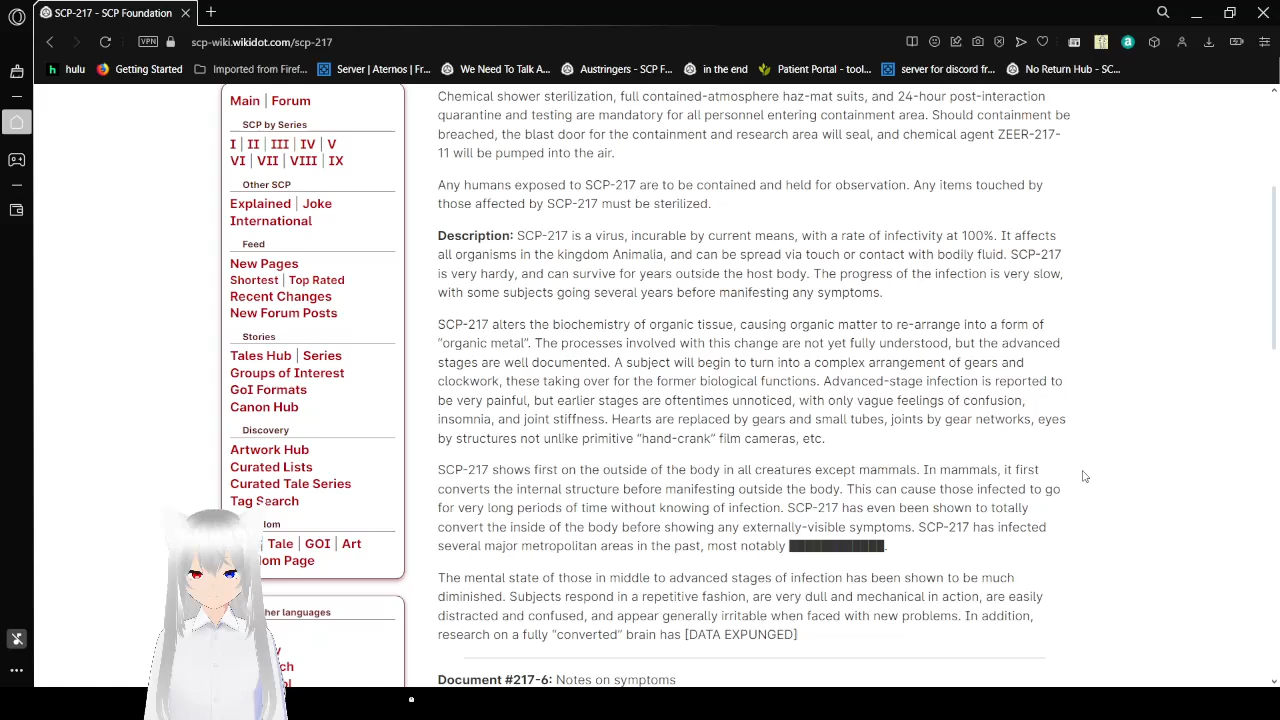 SCP-217 - SCP Foundation
VPN
scp-wiki.wikidot.com/scp-217
hulu
Getting Started
Imported from Firef...
Server | Aternos | Fr...
We Need To Talk A...
Austringers - SCP F...
in the end
Patient Portal - tool...
server for discord fr...
No Return Hub - SC...
Main | Forum
SCP by Series
I | II | III | IV | V
VI | VII | VIII | IX
Other SCP
Explained | Joke
International
Feed
New Pages
Shortest | Top Rated
Recent Changes
New Forum Posts
Stories
Tales Hub | Series
Groups of Interest
GoI Formats
Canon Hub
Discovery
Artwork Hub
Curated Lists
Curated Tale Series
Tag Search
Tale | GOI | Art
Page
languages
Chemical shower sterilization, full contained-atmosphere haz-mat suits, and 24-hour post-interaction
quarantine and testing are mandatory for all personnel entering containment area. Should containment be
breached, the blast door for the containment and research area will seal, and chemical agent ZEER-217-
11 will be pumped into the air.
Any humans exposed to SCP-217 are to be contained and held for observation. Any items touched by
those affected by SCP-217 must be sterilized.
Description: SCP-217 is a virus, incurable by current means, with a rate of infectivity at 100%. It affects
all organisms in the kingdom Animalia, and can be spread via touch or contact with bodily fluid. SCP-217
is very hardy, and can survive for years outside the host body. The progress of the infection is very slow,
with some subjects going several years before manifesting any symptoms.
SCP-217 alters the biochemistry of organic tissue, causing organic matter to re-arrange into a form of
"organic metal". The processes involved with this change are not yet fully understood, but the advanced
stages are well documented. A subject will begin to turn into a complex arrangement of gears and
clockwork, these taking over for the former biological functions. Advanced-stage infection is reported to
be very painful, but earlier stages are oftentimes unnoticed, with only vague feelings of confusion,
insomnia, and joint stiffness. Hearts are replaced by gears and small tubes, joints by gear networks, eyes
by structures not unlike primitive "hand-crank" film cameras, etc.
SCP-217 shows first on the outside of the body in all creatures except mammals. In mammals, it first
converts the internal structure before manifesting outside the body. This can cause those infected to go
for very long periods of time without knowing of infection. SCP-217 has even been shown to totally
convert the inside of the body before showing any externally-visible symptoms. SCP-217 has infected
several major metropolitan areas in the past, most notably ████████████.
The mental state of those in middle to advanced stages of infection has been shown to be much
diminished. Subjects respond in a repetitive fashion, are very dull and mechanical in action, are easily
distracted and confused, and appear generally irritable when faced with new problems. In addition,
research on a fully "converted" brain has [DATA EXPUNGED]
Document #217-6: Notes on symptoms